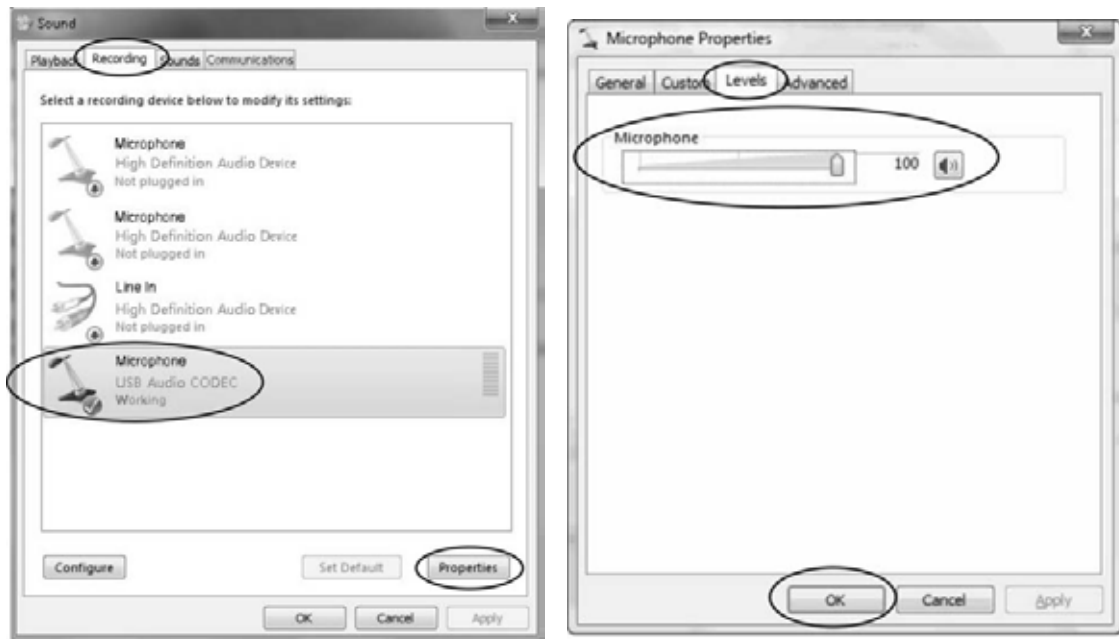 Sound
Playback Recording Sounds Communications
Select a recording device below to modify its settings:
Microphone
High Definition Audio Device
Not plugged in
Microphone
High Definition Audio Device
Not plugged in
Line In
High Definition Audio Device
Not plugged in
Microphone
USB Audio CODEC
Working
Configure Set Default Properties
OK Cancel Apply
Microphone Properties
General Custom Levels Advanced
Microphone
100
OK Cancel Apply